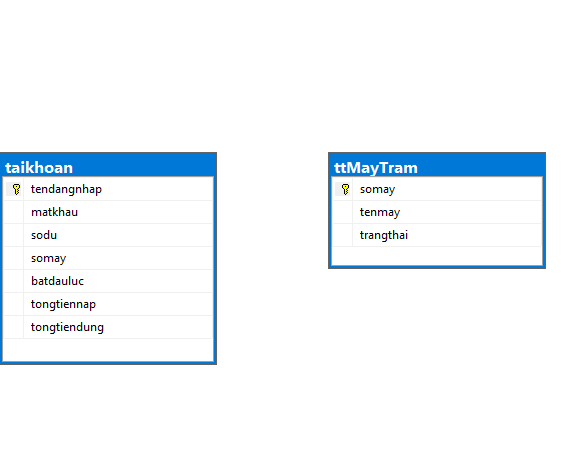 taikhoan
tendangnhap
matkhau
sodu
somay
batdauluc
tongtiennap
tongtiendung
ttMayTram
somay
tenmay
trangthai